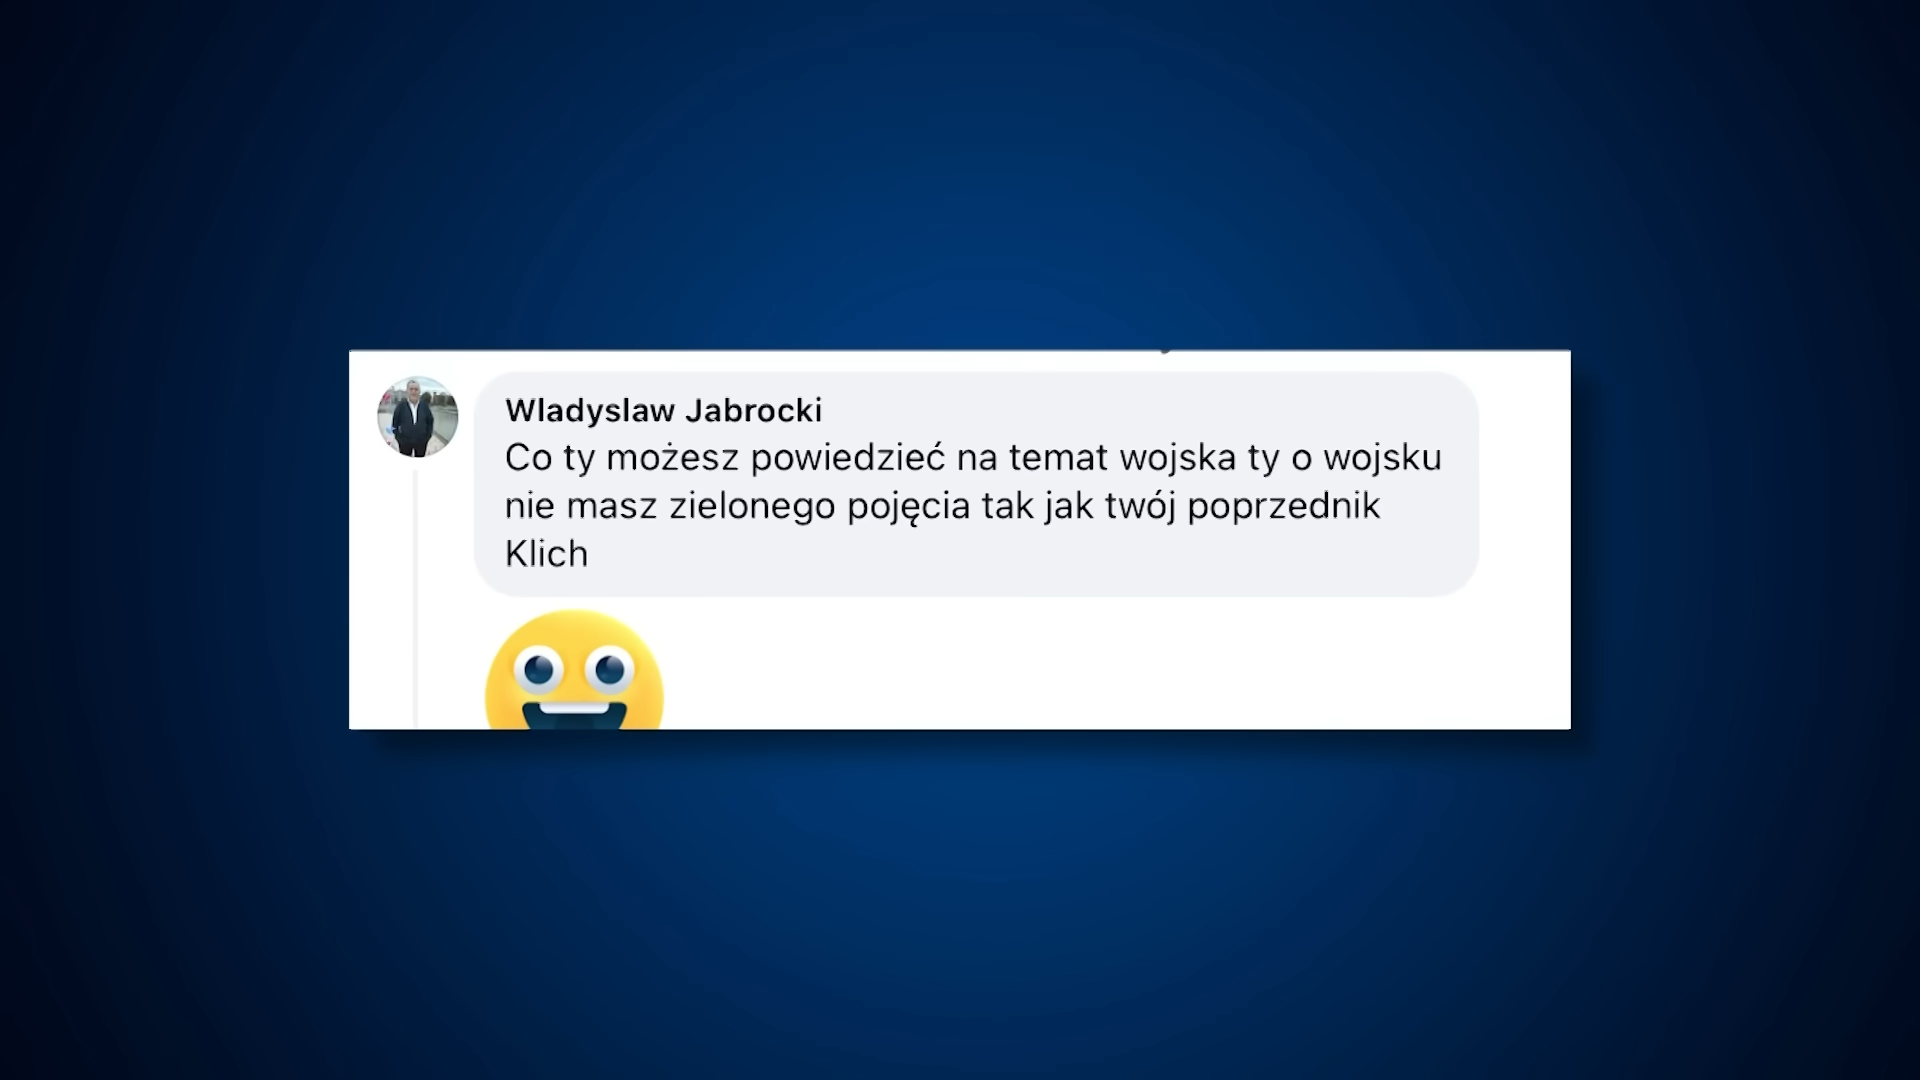 Wladyslaw Jabrocki
Co ty możesz powiedzieć na temat wojska ty o wojsku
nie masz zielonego pojęcia tak jak twój poprzednik
Klich